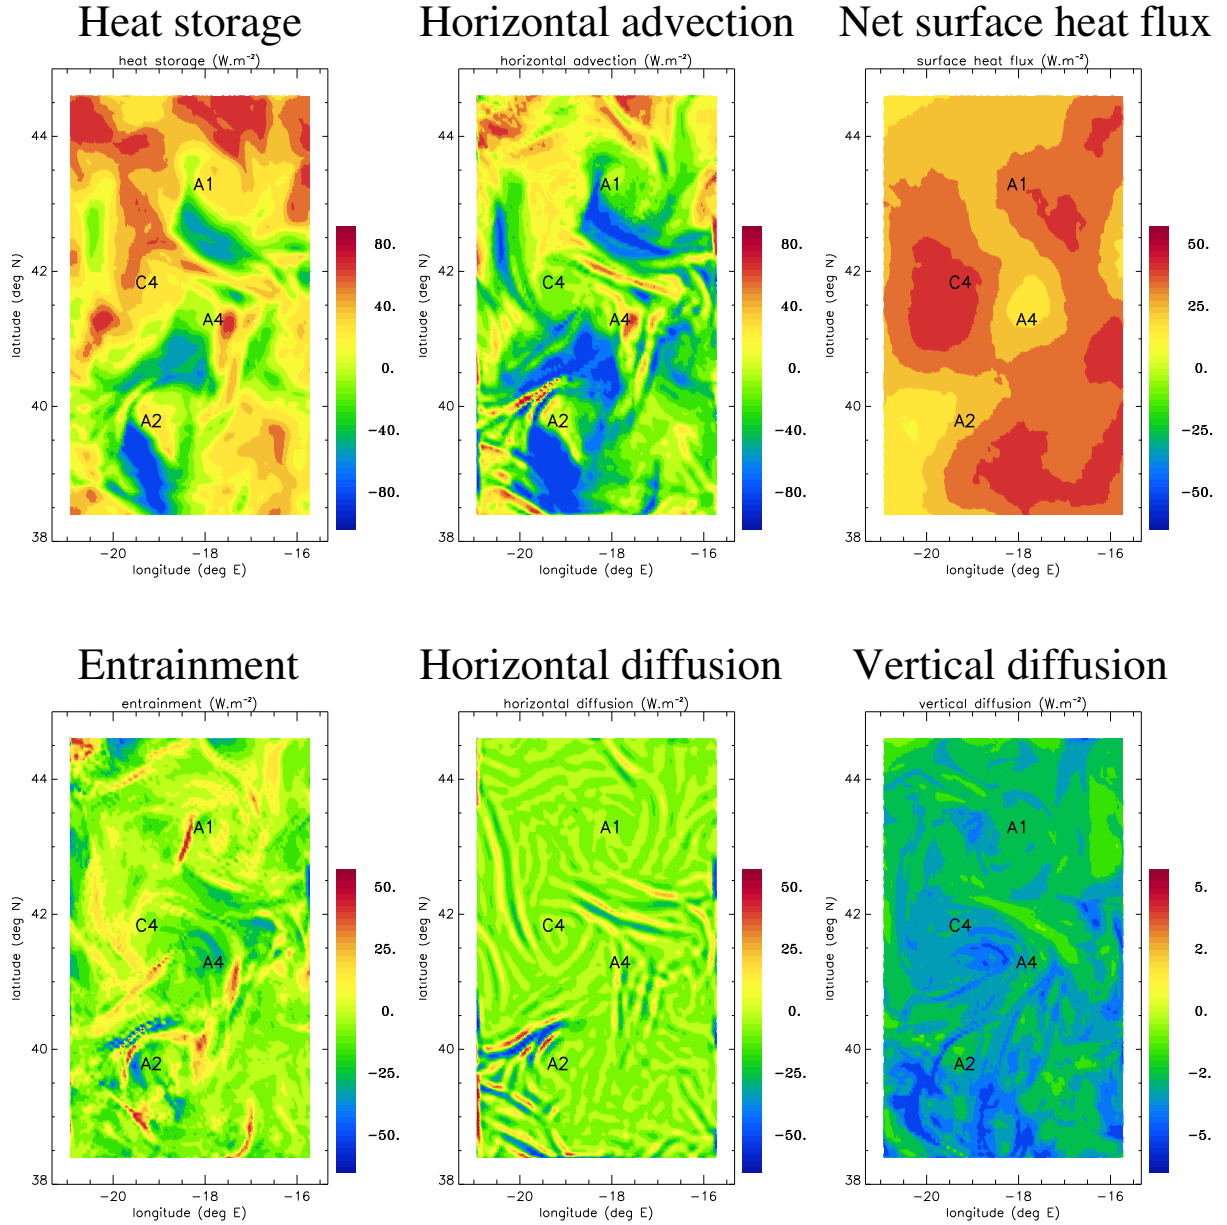 Heat storage Horizontal advection Net surface heat flux
heat storage (W.m⁻²) horizontal advection (W.m⁻²) surface heat flux (W.m⁻²)
44 44 44
A1 A1 A1
80. 80. 50.
42 42 42
C4 C4 C4
40. 40. 25.
A4 A4 A4
latitude (deg N) latitude (deg N) latitude (deg N)
0. 0. 0.
40 40 40
A2 A2 A2
−40. −40. −25.
−80. −80. −50.
38 38 38
−20 −18 −16 −20 −18 −16 −20 −18 −16
longitude (deg E) longitude (deg E) longitude (deg E)
Entrainment Horizontal diffusion Vertical diffusion
entrainment (W.m⁻²) horizontal diffusion (W.m⁻²) vertical diffusion (W.m⁻²)
44 44 44
A1 A1 A1
50. 50. 5.
42 42 42
C4 C4 C4
25. 25. 2.
A4 A4 A4
latitude (deg N) latitude (deg N) latitude (deg N)
0. 0. 0.
40 40 40
A2 A2 A2
−25. −25. −2.
−50. −50. −5.
38 38 38
−20 −18 −16 −20 −18 −16 −20 −18 −16
longitude (deg E) longitude (deg E) longitude (deg E)